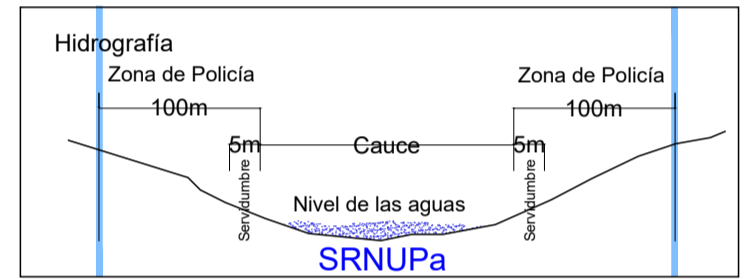 Hidrografía
Zona de Policía
Zona de Policía
100m
100m
5m
Cauce
5m
Servidumbre
Servidumbre
Nivel de las aguas
SRNUPa